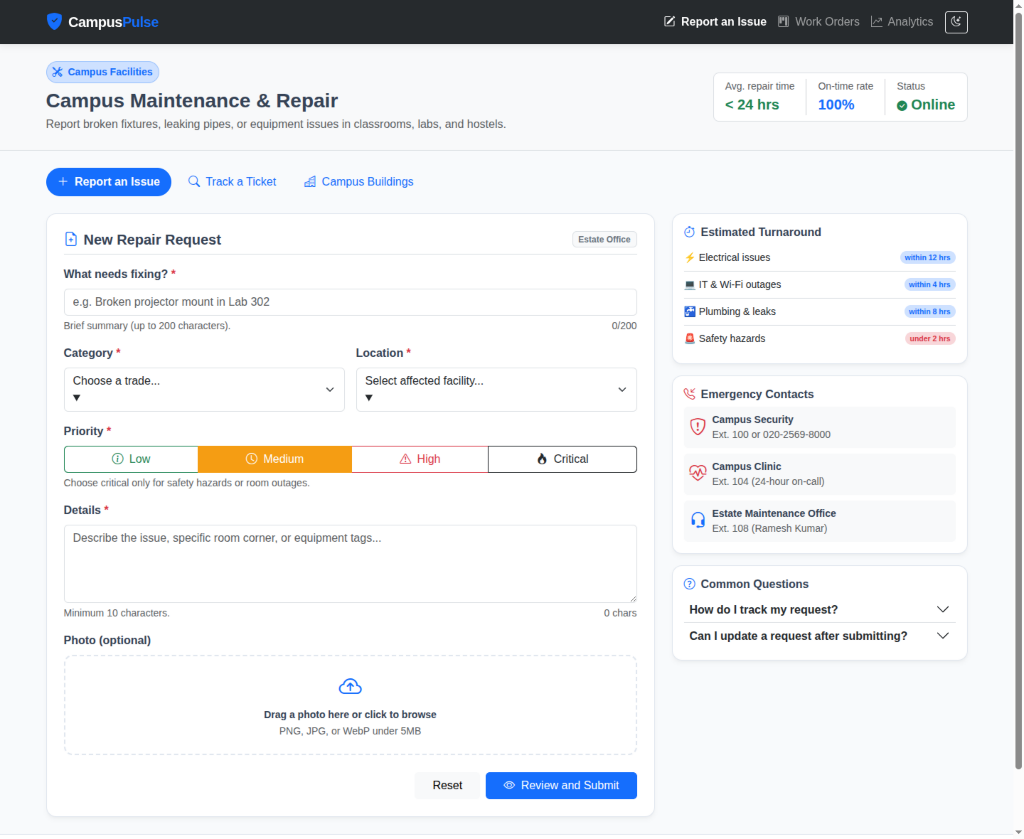 CampusPulse
Report an Issue
Work Orders
Analytics
Campus Facilities
Campus Maintenance & Repair
Report broken fixtures, leaking pipes, or equipment issues in classrooms, labs, and hostels.
Avg. repair time
< 24 hrs
On-time rate
100%
Status
Online
Report an Issue
Track a Ticket
Campus Buildings
New Repair Request
Estate Office
What needs fixing? *
e.g. Broken projector mount in Lab 302
Brief summary (up to 200 characters).
0/200
Category *
Choose a trade...
Location *
Select affected facility...
Priority *
Low
Medium
High
Critical
Choose critical only for safety hazards or room outages.
Details *
Describe the issue, specific room corner, or equipment tags...
Minimum 10 characters.
0 chars
Photo (optional)
Drag a photo here or click to browse
PNG, JPG, or WebP under 5MB
Reset
Review and Submit
Estimated Turnaround
Electrical issues
within 12 hrs
IT & Wi-Fi outages
within 4 hrs
Plumbing & leaks
within 8 hrs
Safety hazards
under 2 hrs
Emergency Contacts
Campus Security
Ext. 100 or 020-2569-8000
Campus Clinic
Ext. 104 (24-hour on-call)
Estate Maintenance Office
Ext. 108 (Ramesh Kumar)
Common Questions
How do I track my request?
Can I update a request after submitting?